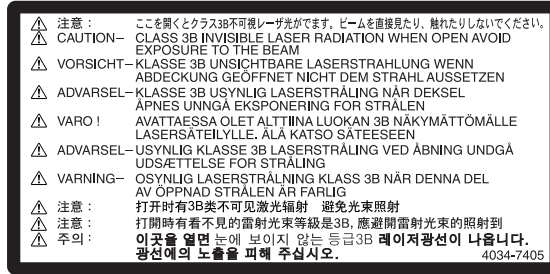 注意： ここを開くとクラス3B不可視レーザ光がでます。ビームを直接見たり、触れたりしないでください。
CAUTION– CLASS 3B INVISIBLE LASER RADIATION WHEN OPEN AVOID
EXPOSURE TO THE BEAM
VORSICHT– KLASSE 3B UNSICHTBARE LASERSTRAHLUNG WENN
ABDECKUNG GEÖFFNET NICHT DEM STRAHL AUSSETZEN
ADVARSEL– KLASSE 3B USYNLIG LASERSTRÅLING NÅR DEKSEL
ÅPNES UNNGÅ EKSPONERING FOR STRÅLEN
VARO ! AVATTAESSA OLET ALTTIINA LUOKAN 3B NÄKYMÄTTÖMÄLLE
LASERSÄTEILYLLE. ÄLÄ KATSO SÄTEESEEN
ADVARSEL– USYNLIG KLASSE 3B LASERSTRÅLING VED ÅBNING UNDGÅ
UDSÆTTELSE FOR STRÅLING
VARNING– OSYNLIG LASERSTRÅLNING KLASS 3B NÄR DENNA DEL
AV ÖPPNAD STRÅLEN ÄR FARLIG
注意： 打开时有3B类不可见激光辐射 避免光束照射
注意： 打開時有看不見的雷射光束等級是3B, 應避開雷射光束的照射到
주의 : 이곳을 열면 눈에 보이지 않는 등급3B 레이저광선이 나옵니다.
광선에의 노출을 피해 주십시오. 4034-7405